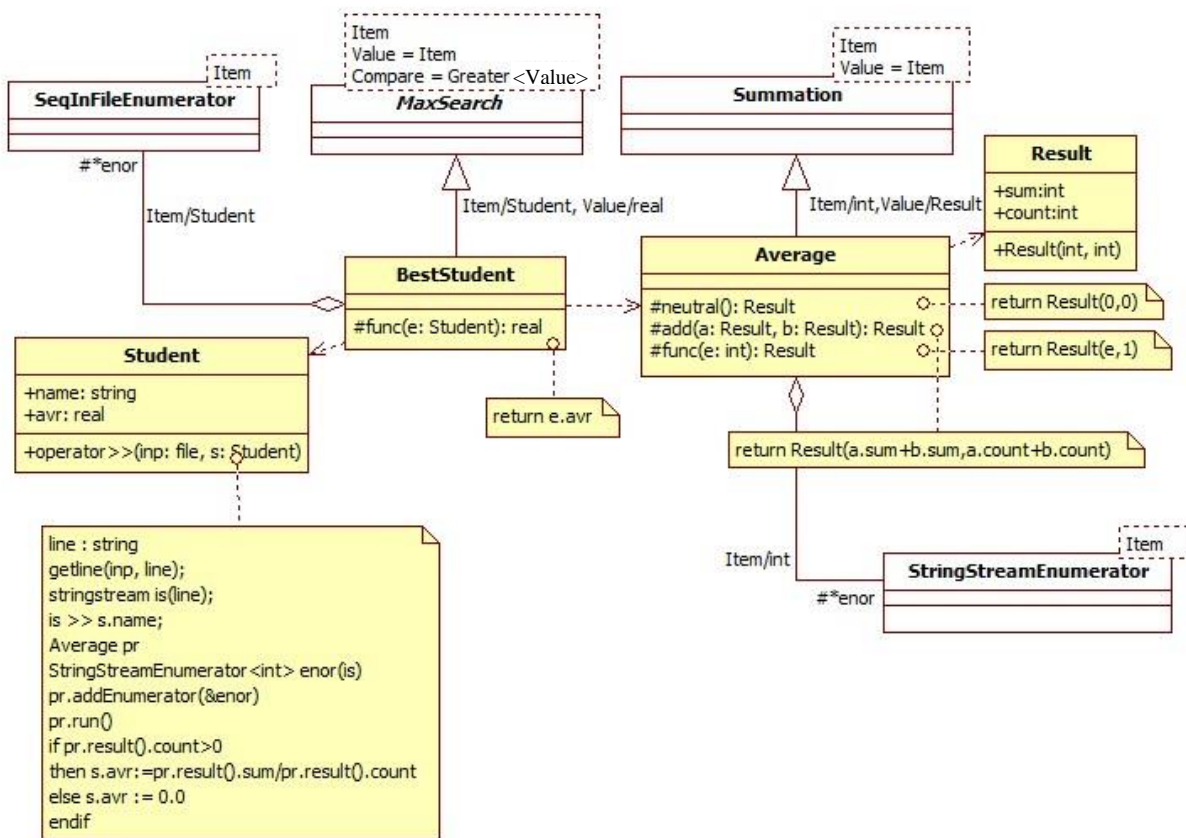 Item
SeqInFileEnumerator
#*enor
Item/Student
Item
Value = Item
Compare = Greater <Value>
MaxSearch
Item/Student, Value/real
Item
Value = Item
Summation
Item/int,Value/Result
Result
+sum:int
+count:int
+Result(int, int)
BestStudent
#func(e: Student): real
return e.avr
Average
#neutral(): Result
#add(a: Result, b: Result): Result
#func(e: int): Result
return Result(0,0)
return Result(e,1)
return Result(a.sum+b.sum,a.count+b.count)
Student
+name: string
+avr: real
+operator>>(inp: file, s: Student)
line : string
getline(inp, line);
stringstream is(line);
is >> s.name;
Average pr
StringStreamEnumerator<int> enor(is)
pr.addEnumerator(&enor)
pr.run()
if pr.result().count>0
then s.avr:=pr.result().sum/pr.result().count
else s.avr := 0.0
endif
Item/int
#*enor
Item
StringStreamEnumerator